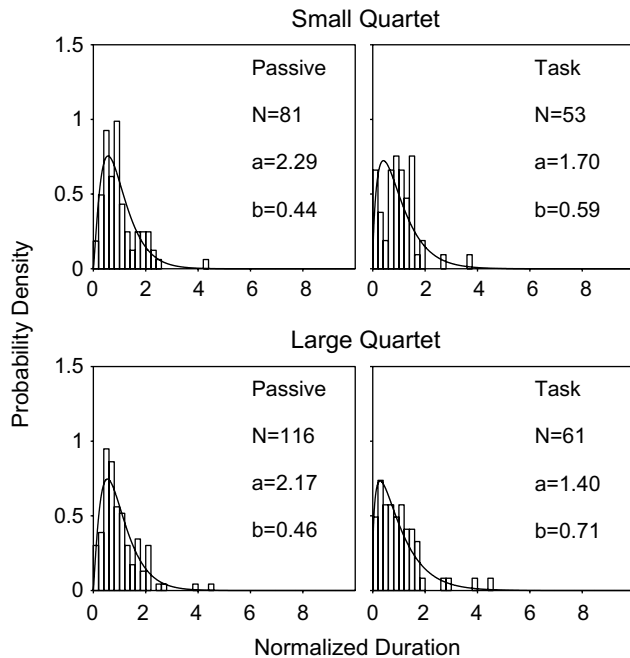 Small Quartet
1.5
1
0.5
0
Passive
N=81
a=2.29
b=0.44
0 2 4 6 8
Task
N=53
a=1.70
b=0.59
0 2 4 6 8
Probability Density
Large Quartet
1.5
1
0.5
0
Passive
N=116
a=2.17
b=0.46
0 2 4 6 8
Task
N=61
a=1.40
b=0.71
0 2 4 6 8
Normalized Duration